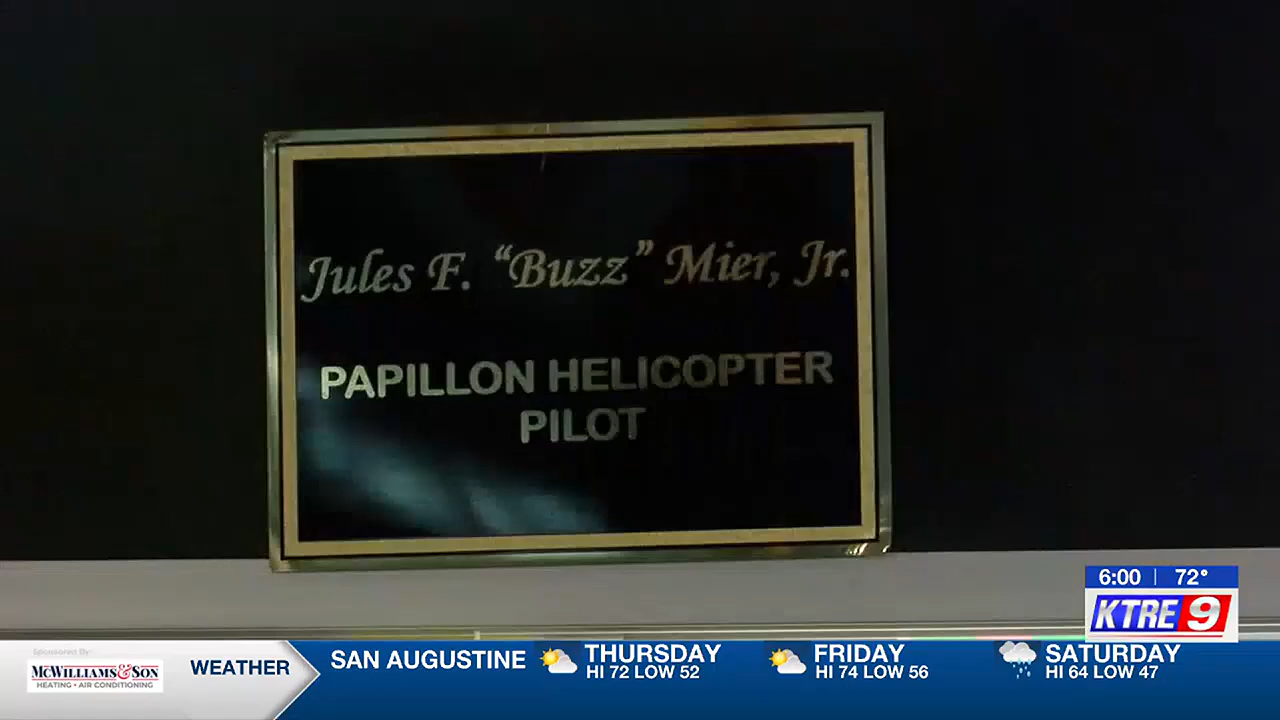 Jules F. “Buzz” Mier, Jr.
PAPILLON HELICOPTER
PILOT
6:00 | 72°
KTRE 9
Sponsored By:
MCWILLIAMS & SON
HEATING • AIR CONDITIONING
WEATHER
SAN AUGUSTINE
THURSDAY
HI 72 LOW 52
FRIDAY
HI 74 LOW 56
SATURDAY
HI 64 LOW 47